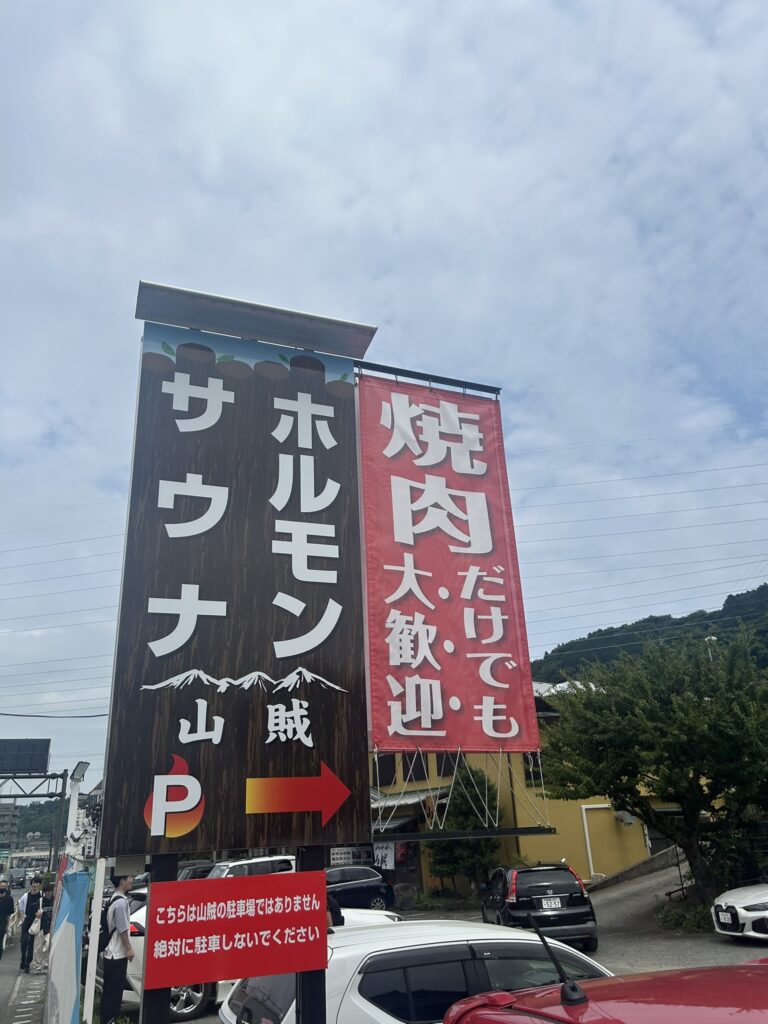 ホルモン
サウナ
山賊
P
焼肉だけでも
大歓迎
こちらは山賊の駐車場ではありません
絶対に駐車しないでください